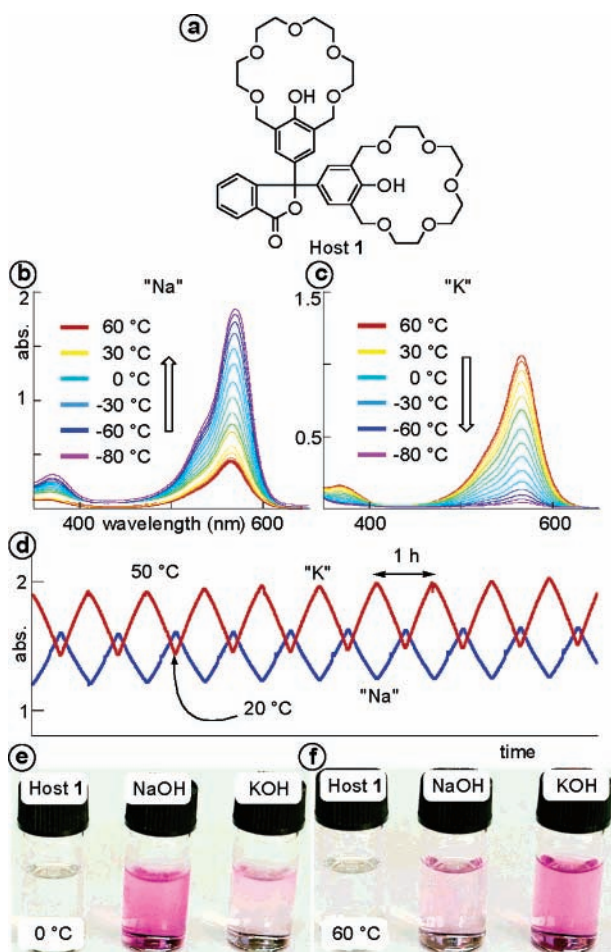 a
O
O
O
O
O
O
OH
O
O
O
OH
O
O
O
O
O
Host 1
b
"Na"
c
"K"
2
abs.
1
60 °C
30 °C
0 °C
-30 °C
-60 °C
-80 °C
1.5
0.5
60 °C
30 °C
0 °C
-30 °C
-60 °C
-80 °C
400 wavelength (nm) 600
400 600
d
50 °C
"K"
1 h
2
abs.
1
20 °C
"Na"
time
e
Host 1
NaOH
KOH
0 °C
f
Host 1
NaOH
KOH
60 °C